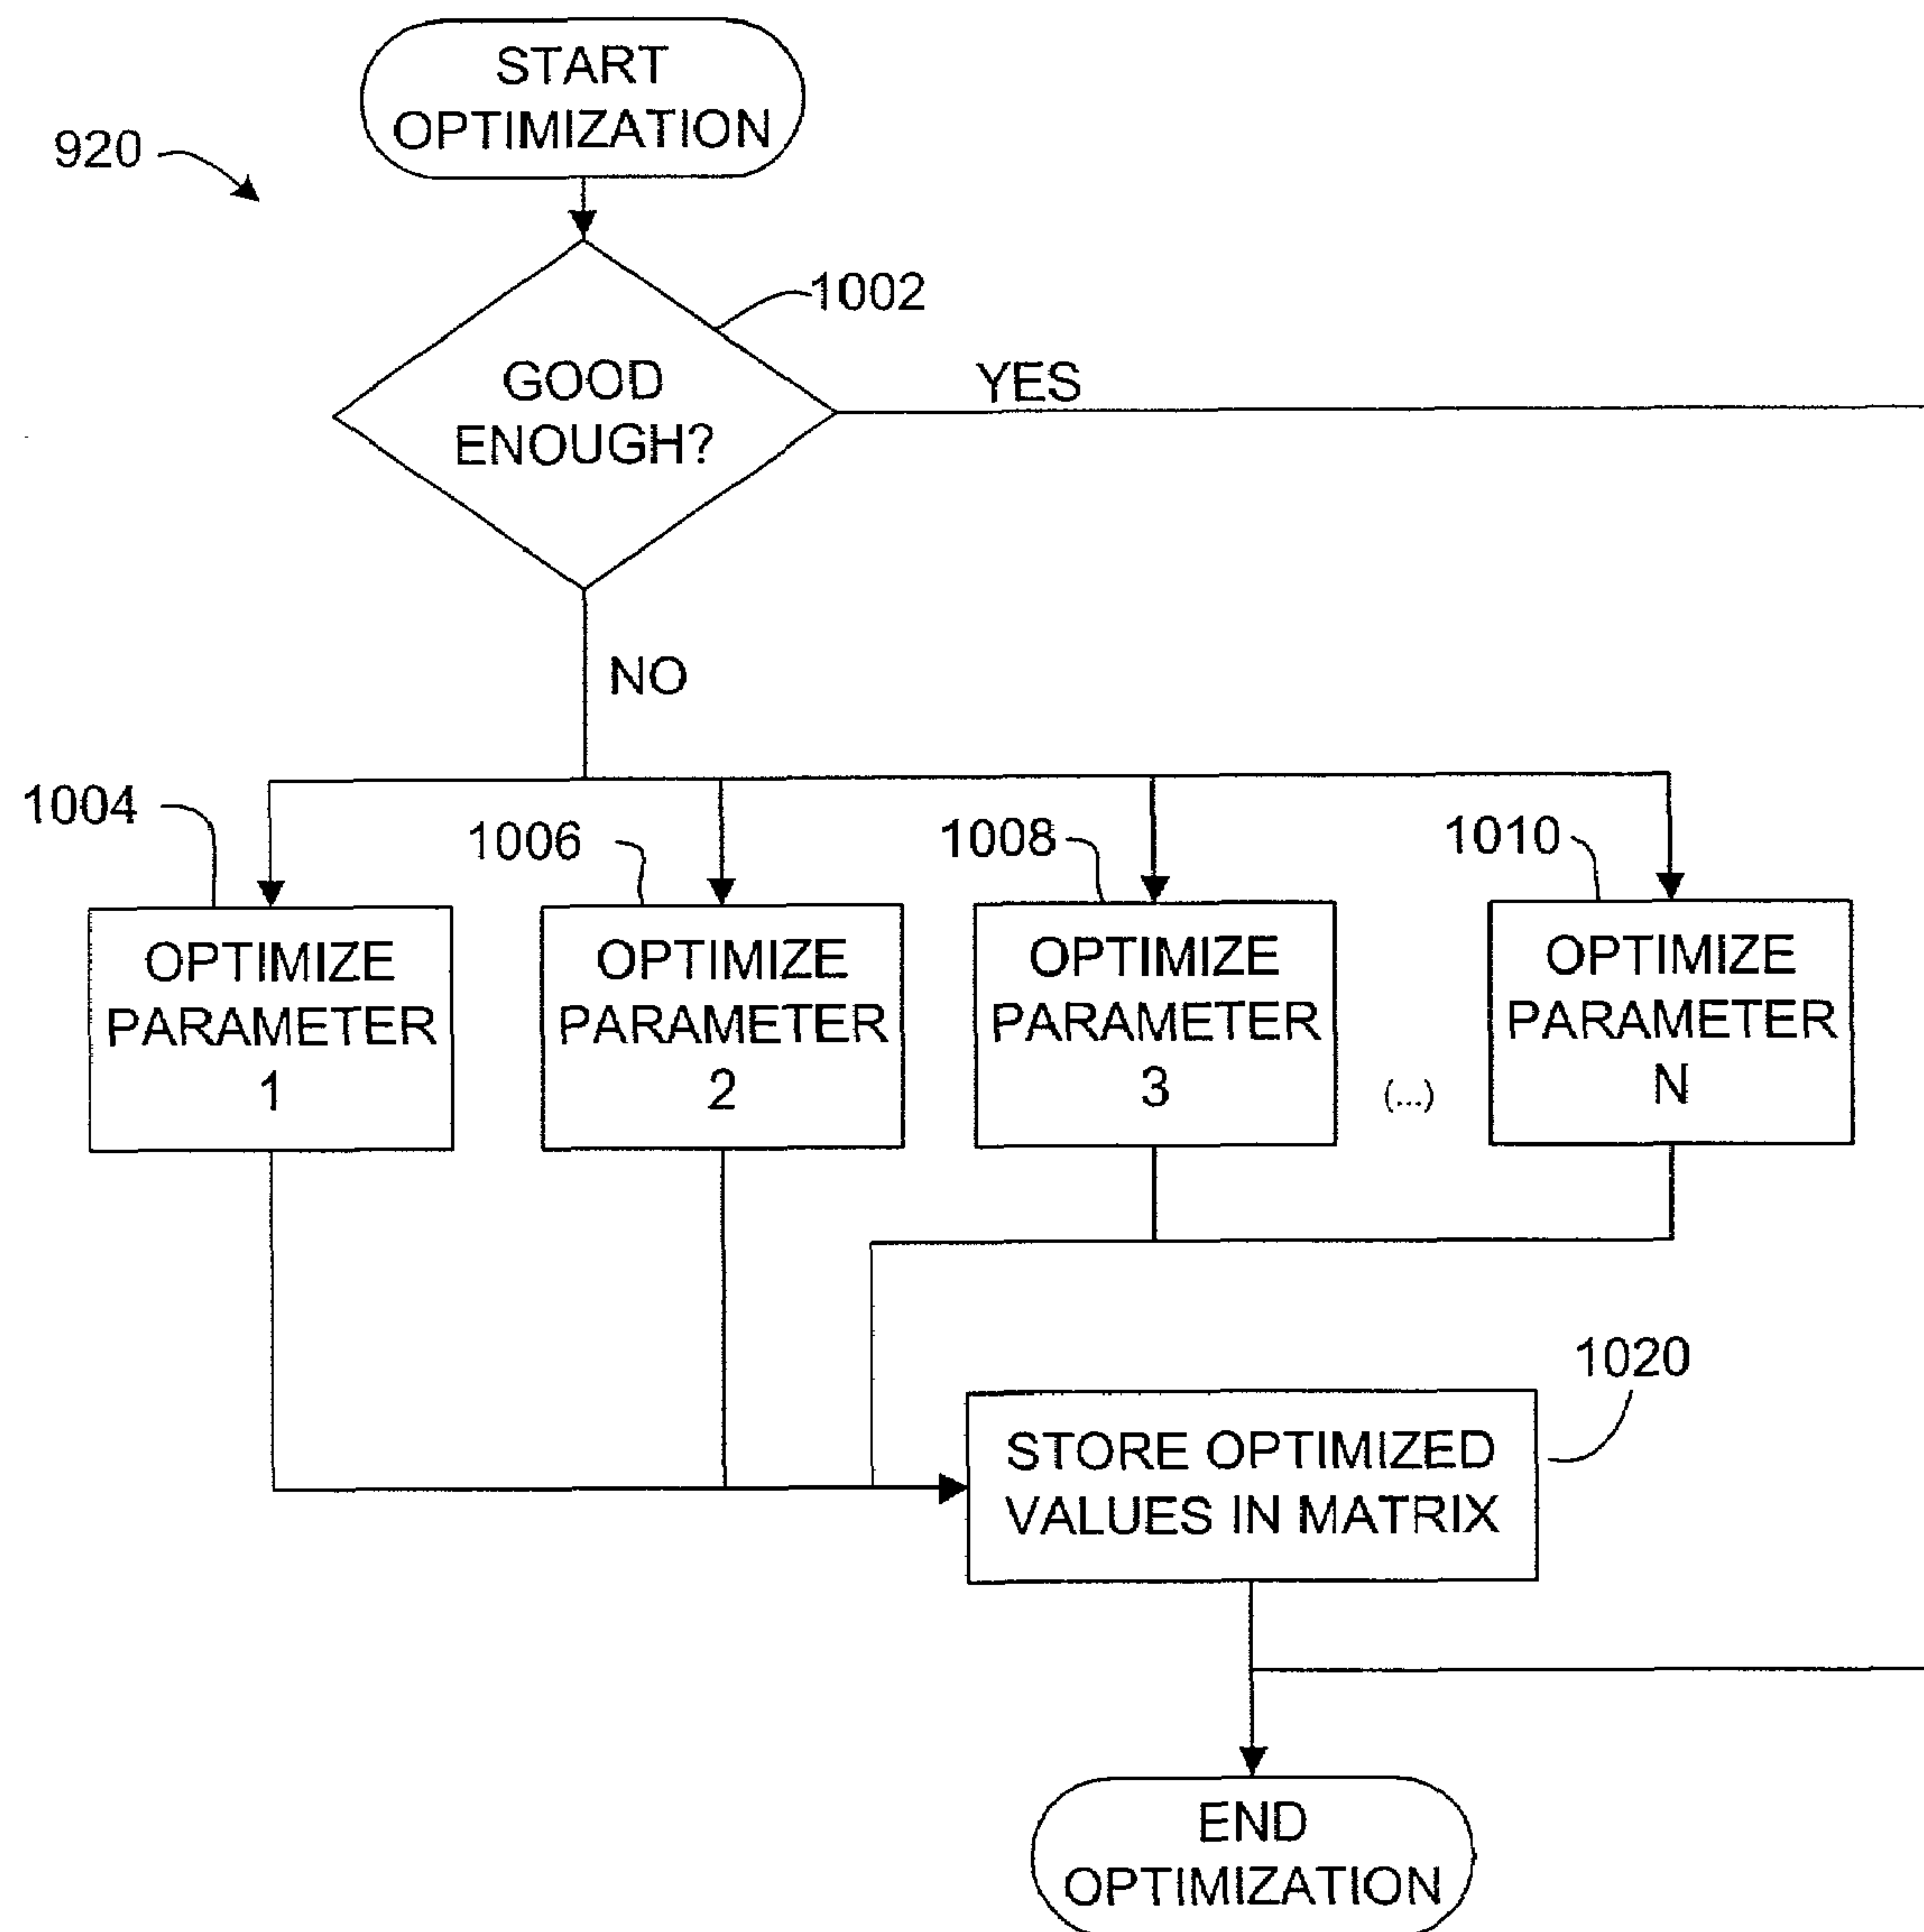 START
OPTIMIZATION
920
1002
GOOD
ENOUGH?
YES
NO
1004
1006
1008
1010
OPTIMIZE
PARAMETER
1
OPTIMIZE
PARAMETER
2
OPTIMIZE
PARAMETER
3
(...)
OPTIMIZE
PARAMETER
N
1020
STORE OPTIMIZED
VALUES IN MATRIX
END
OPTIMIZATION